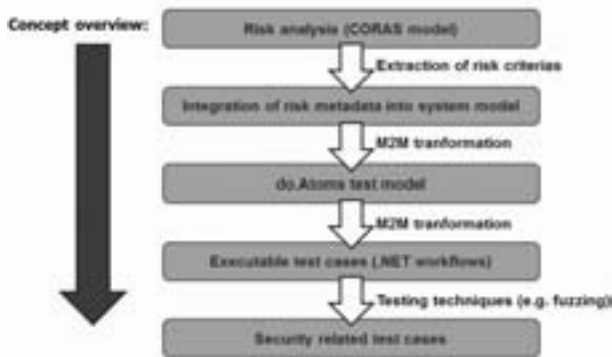 Concept overview:
Risk analysis (CORAS model)
Extraction of risk criterias
Integration of risk metadata into system model
M2M tranformation
do.Atoms test model
M2M tranformation
Executable test cases (.NET workflows)
Testing techniques (e.g. fuzzing)
Security related test cases